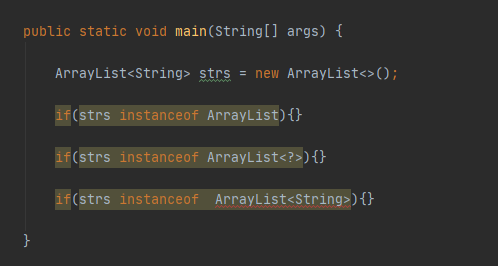 public static void main(String[] args) {
ArrayList<String> strs = new ArrayList<>();
if(strs instanceof ArrayList){}
if(strs instanceof ArrayList<?>){}
if(strs instanceof  ArrayList<String>){}
}